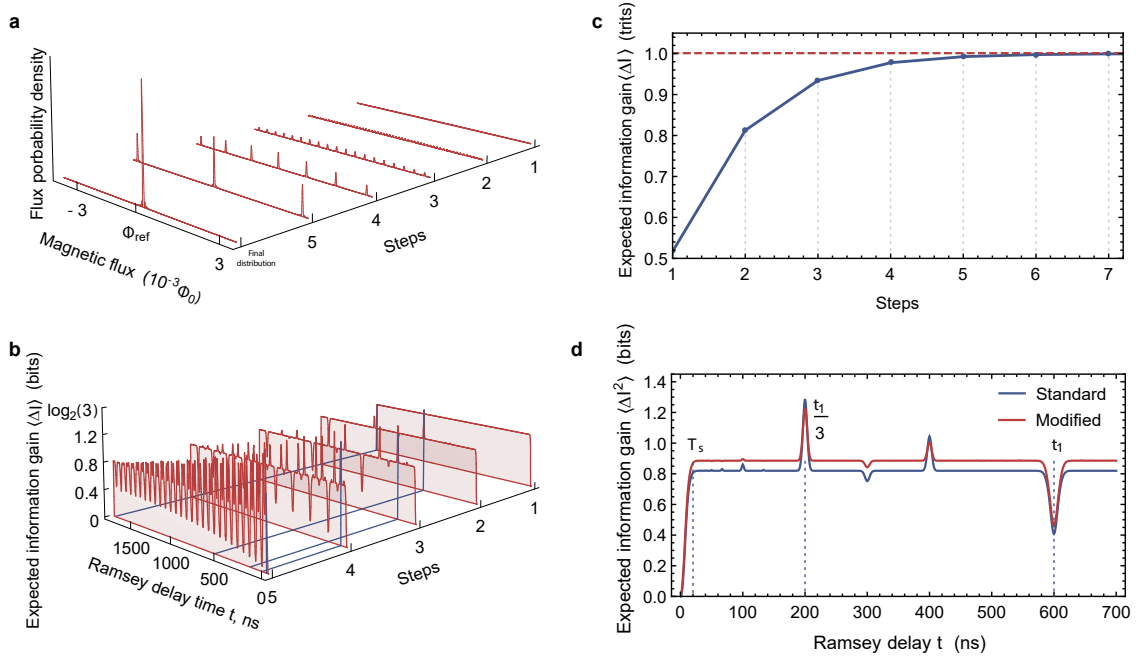 a
Flux porbability density
- 3
Φref
3
Magnetic flux (10⁻³Φ₀)
Final
distribution
5
4
3
2
1
Steps
b
Expected information gain ⟨ΔI⟩ (bits)
log₂(3)
1.2
0.8
0.4
0
1500
1000
500
0
Ramsey delay time t, ns
5
4
3
2
1
Steps
c
Expected information gain ⟨ΔI⟩ (trits)
1.0
0.9
0.8
0.7
0.6
0.5
1
2
3
4
5
6
7
Steps
d
Expected information gain ⟨ΔI²⟩ (bits)
1.4
1.2
1.0
0.8
0.6
0.4
0.2
0.0
Tₛ
t₁
3
Standard
Modified
t₁
0
100
200
300
400
500
600
700
Ramsey delay t (ns)